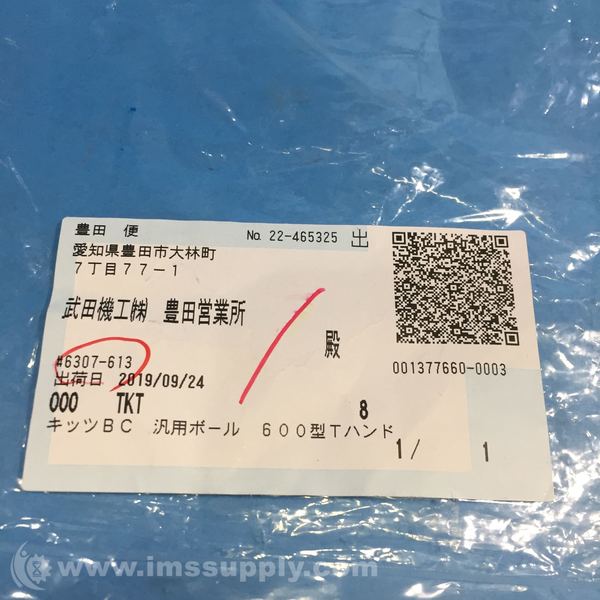 豊田 便 No. 22-465325 出
愛知県豊田市大林町
7丁目77-1
武田機工㈱ 豊田営業所
殿
#6307-613
001377660-0003
出荷日 2019/09/24
000 TKT 8
キッツBC 汎用ボール 600型Tハンド
1/ 1
www.imssupply.com